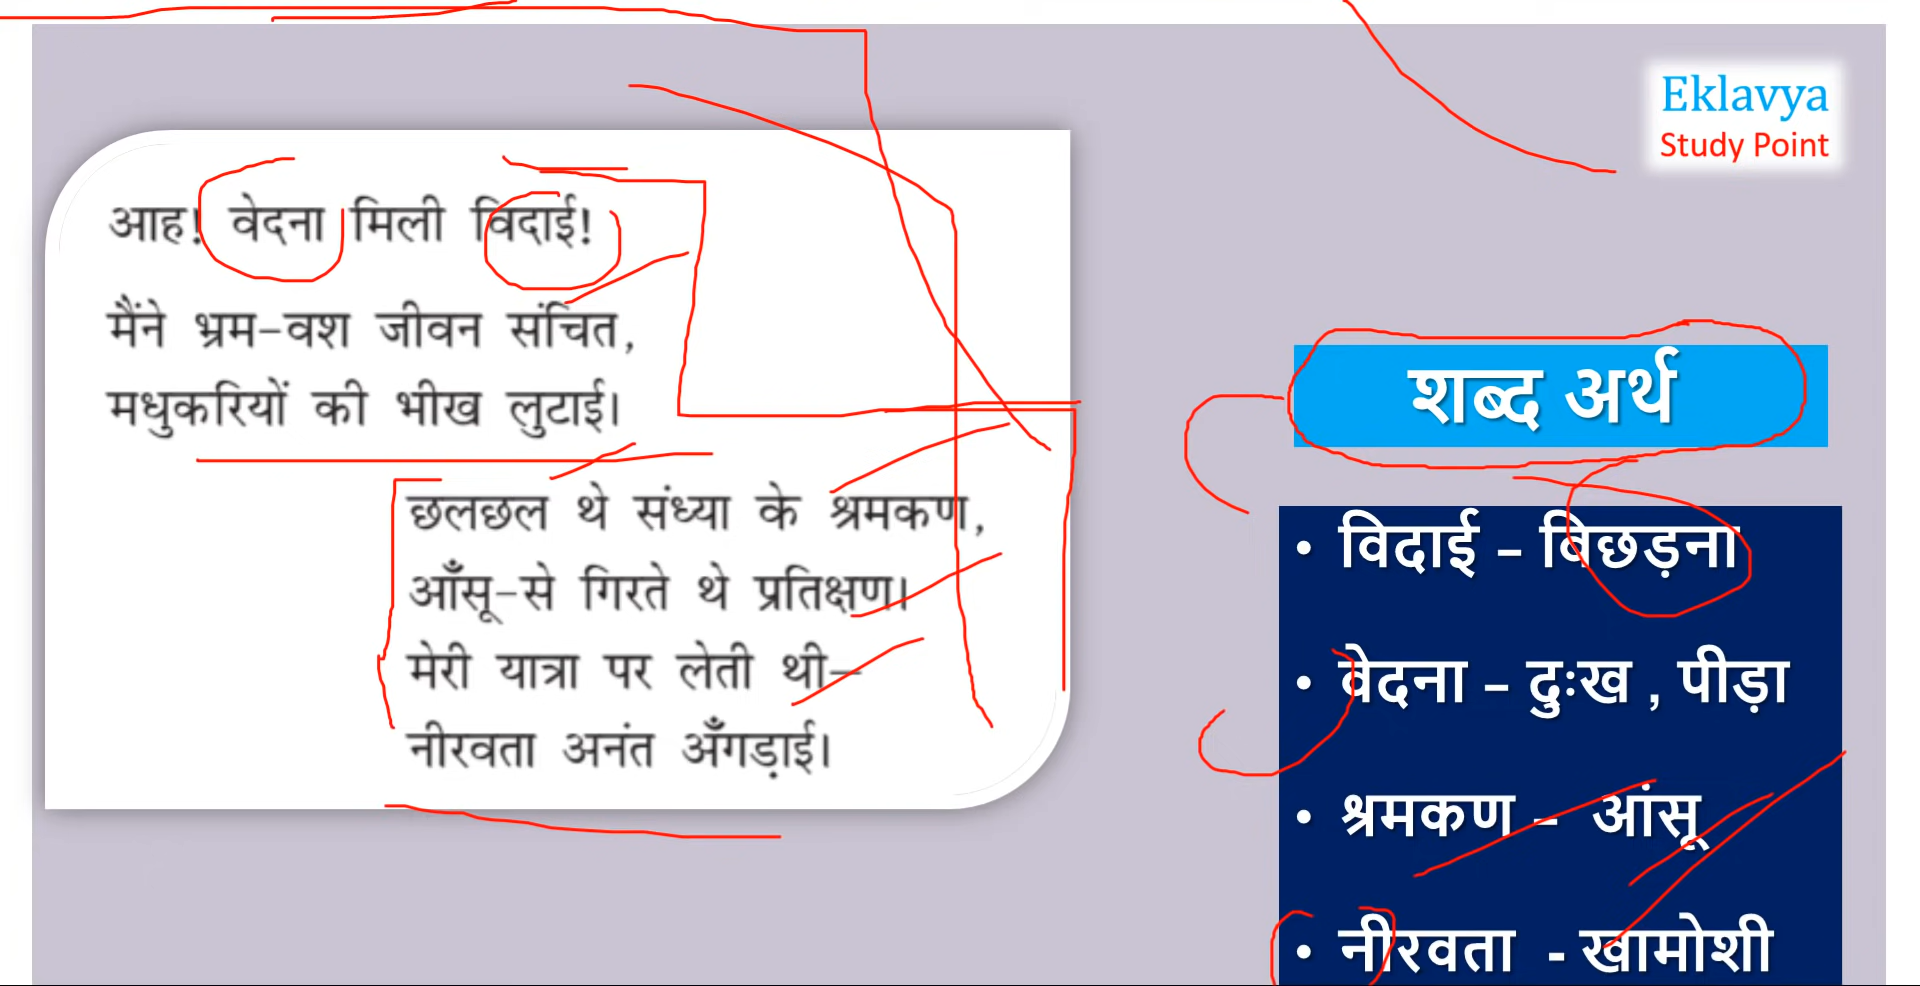 Eklavya
Study Point
आह! वेदना मिली विदाई!
मैंने भ्रम-वश जीवन संचित,
मधुकरियों की भीख लुटाई।
छलछल थे संध्या के श्रमकण,
आँसू-से गिरते थे प्रतिक्षण।
मेरी यात्रा पर लेती थी-
नीरवता अनंत अँगड़ाई।
शब्द अर्थ
• विदाई – विछड़ना
• वेदना – दुःख , पीड़ा
• श्रमकण – आंसू
• नीरवता - खामोशी